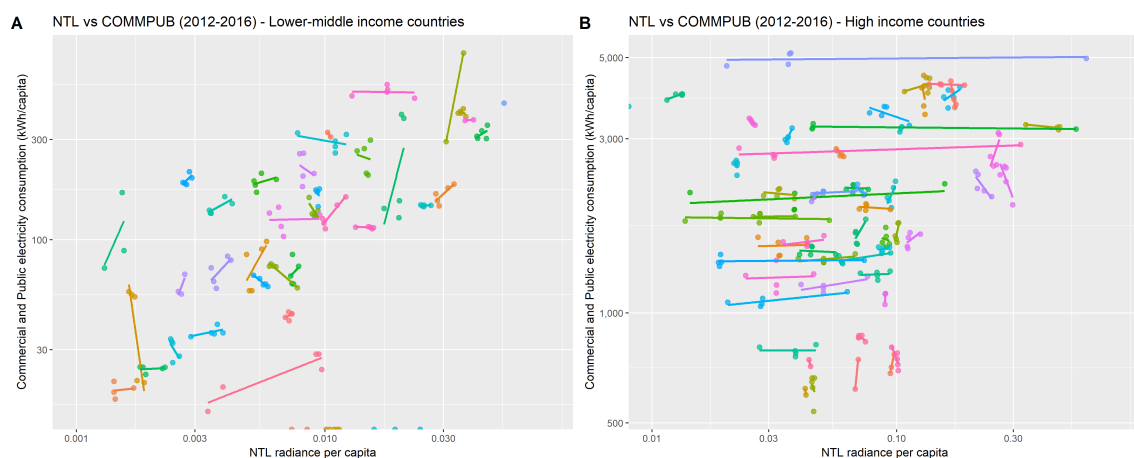 A
NTL vs COMMPUB (2012-2016) - Lower-middle income countries
Commercial and Public electricity consumption (kWh/capita)
30
100
30
0.001
0.003
0.010
0.030
NTL radiance per capita
B
NTL vs COMMPUB (2012-2016) - High income countries
Commercial and Public electricity consumption (kWh/capita)
5,000
3,000
1,000
500
0.01
0.03
0.10
0.30
NTL radiance per capita